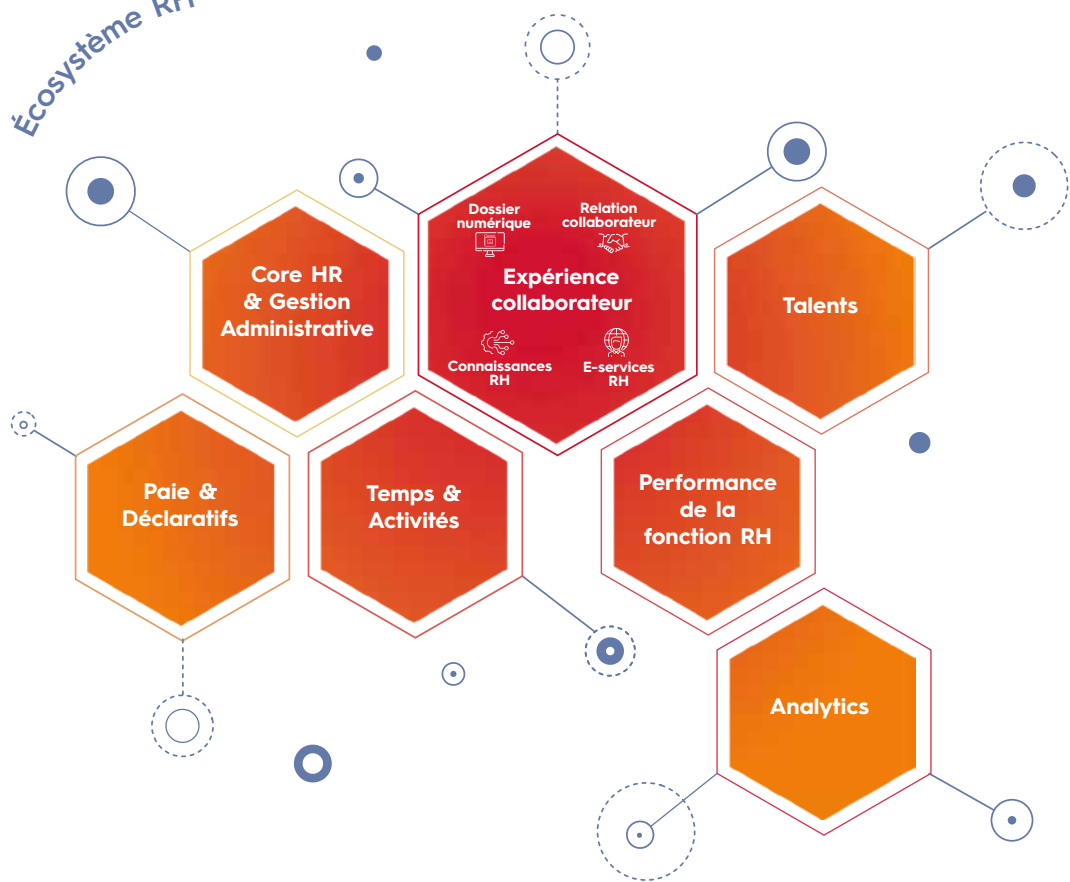 Écosystème RH
Dossier
numérique
Relation
collaborateur
Expérience
collaborateur
Connaissances
RH
E-services
RH
Core HR
& Gestion
Administrative
Talents
Paie &
Déclaratifs
Temps &
Activités
Performance
de la
fonction RH
Analytics